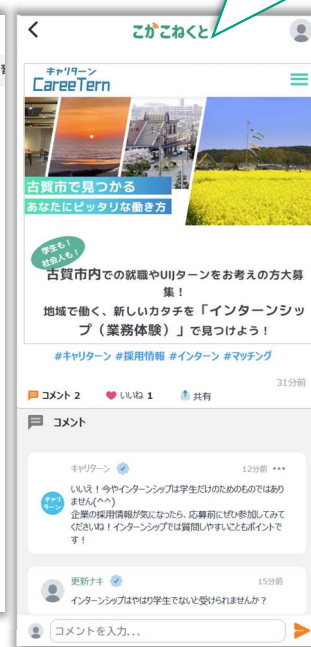 こがこねくと
キャリターン
CareeTern
古賀市で見つかる
あなたにピッタリな働き方
学生も！
社会人も！
古賀市内での就職やUIJターンをお考えの方大募
集！
地域で働く、新しいカタチを「インターンシッ
プ（業務体験）」で見つけよう！
#キャリターン #採用情報 #インターン #マッチング
31分前
コメント 2 いいね 1 共有
コメント
キャリターン 12分前
キャリ
ターン
いいえ！今やインターンシップは学生だけのためのものではあり
ません(^^)
企業の採用情報が気になったら、応募前にぜひ参加してみて
くださいね！インターンシップでは質問しやすいこともポイントで
す！
更新ナキ 15分前
インターンシップはやはり学生でないと受けられませんか？
コメントを入力...